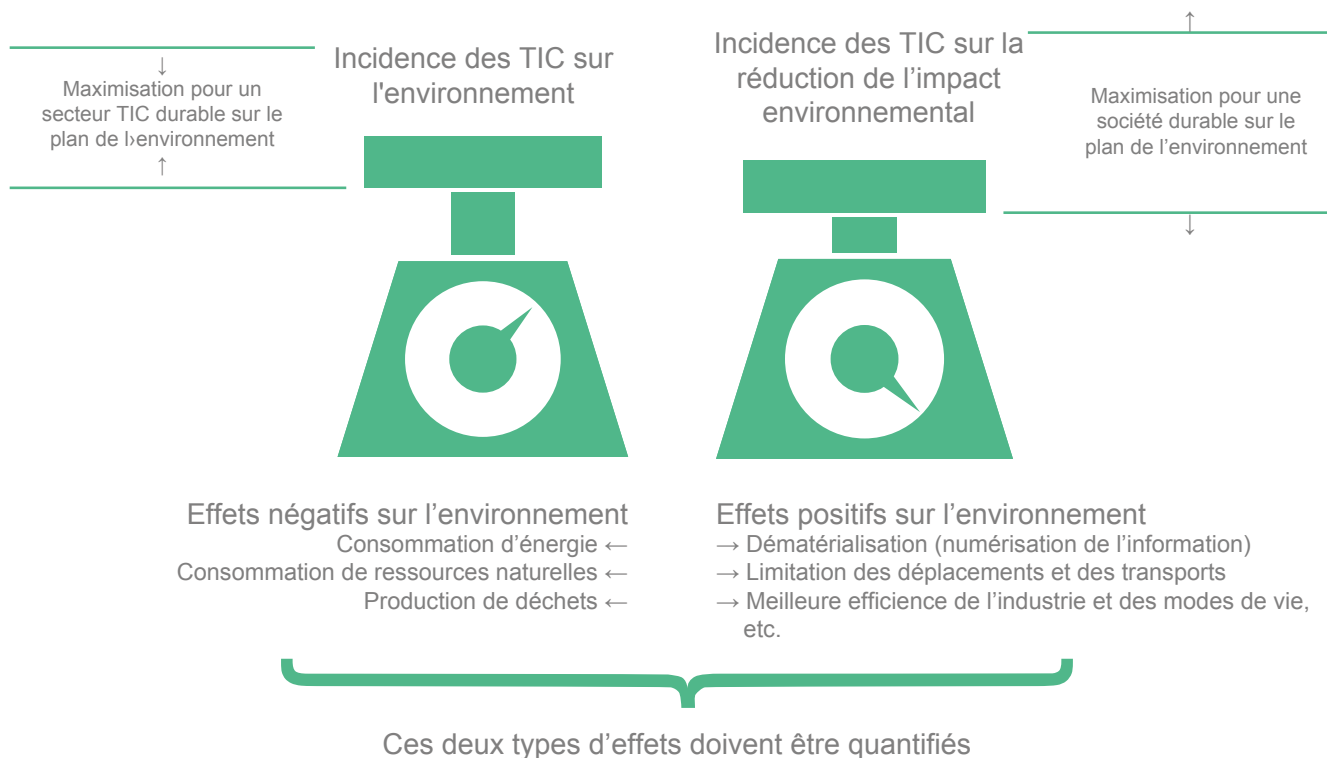 ↓
Maximisation pour un
secteur TIC durable sur le
plan de l›environnement
↑
Incidence des TIC sur
l'environnement
Incidence des TIC sur la
réduction de l’impact
environnemental
↑
Maximisation pour une
société durable sur le
plan de l’environnement
↓
Effets négatifs sur l’environnement
Consommation d’énergie ←
Consommation de ressources naturelles ←
Production de déchets ←
Effets positifs sur l’environnement
→ Dématérialisation (numérisation de l’information)
→ Limitation des déplacements et des transports
→ Meilleure efficience de l’industrie et des modes de vie,
etc.
Ces deux types d’effets doivent être quantifiés